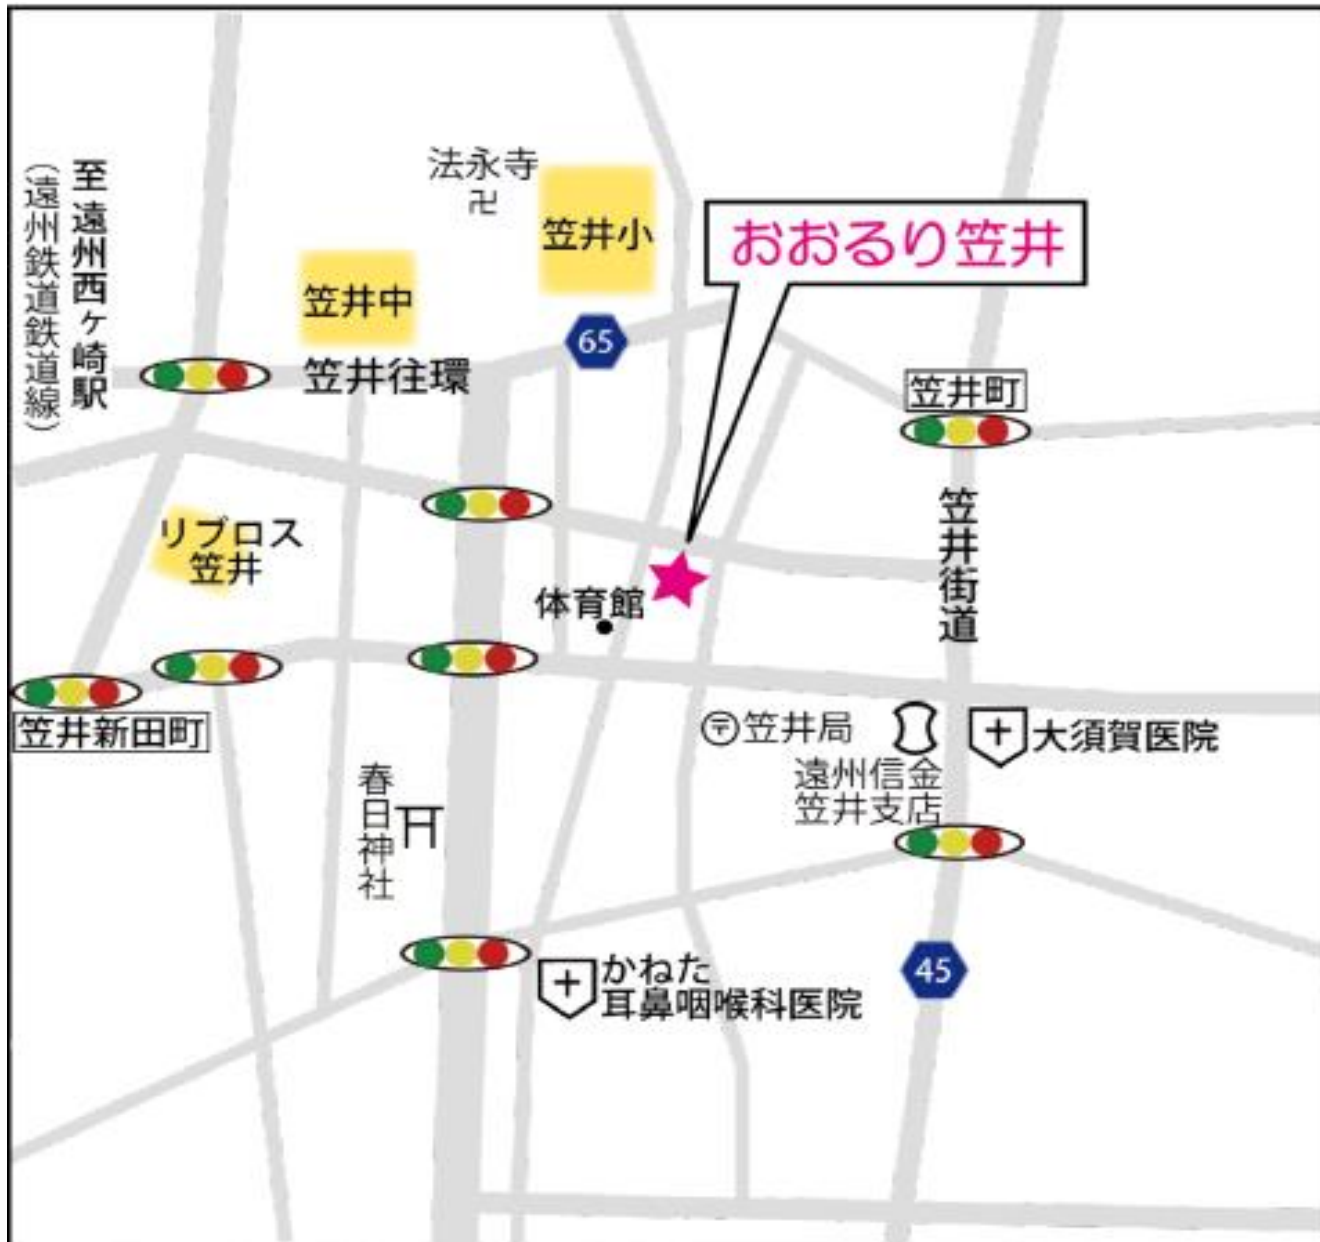 法永寺
卍
笠井小
おおるり笠井
至 遠州西ヶ崎駅
(遠州鉄道鉄道線)
笠井中
65
笠井往環
笠井町
笠井街道
リブロス
笠井
体育館
笠井新田町
〒笠井局
大須賀医院
遠州信金
笠井支店
春日神社
かねた
耳鼻咽喉科医院
45